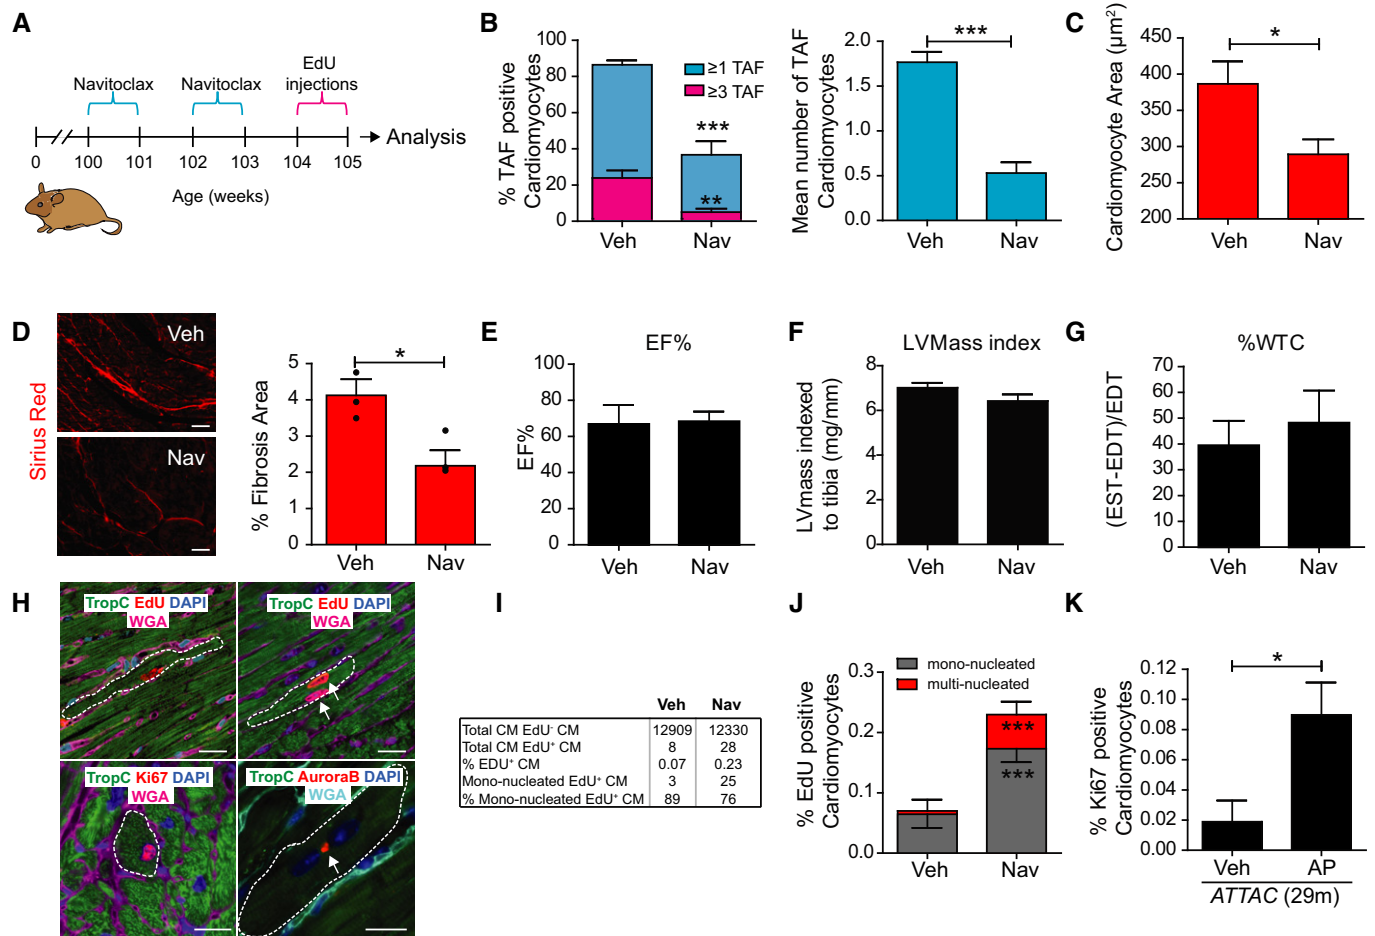 A
Navitoclax
Navitoclax
EdU
injections
Analysis
0
100
101
102
103
104
105
Age (weeks)
B
% TAF positive
Cardiomyocytes
100
80
60
40
20
0
≥1 TAF
≥3 TAF
***
**
Veh
Nav
Mean number of TAF
Cardiomyocytes
2.0
1.5
1.0
0.5
0.0
***
Veh
Nav
C
Cardiomyocyte Area (µm²)
450
400
350
300
250
200
*
Veh
Nav
D
Sirius Red
Veh
Nav
% Fibrosis Area
5
4
3
2
1
0
*
Veh
Nav
E
EF%
EF%
100
80
60
40
20
0
Veh
Nav
F
LVMass index
LVmass indexed
to tibia (mg/mm)
8
6
4
2
0
Veh
Nav
G
%WTC
(EST-EDT)/EDT
70
60
50
40
30
20
10
0
Veh
Nav
H
TropC EdU DAPI
WGA
TropC EdU DAPI
WGA
TropC Ki67 DAPI
WGA
TropC AuroraB DAPI
WGA
I
Veh Nav
Total CM EdU⁻ CM 12909 12330
Total CM EdU⁺ CM 8 28
% EDU⁺ CM 0.07 0.23
Mono-nucleated EdU⁺ CM 3 25
% Mono-nucleated EdU⁺ CM 89 76
J
% EdU positive
Cardiomyocytes
0.3
0.2
0.1
0.0
mono-nucleated
multi-nucleated
***
***
Veh
Nav
K
% Ki67 positive
Cardiomyocytes
0.12
0.10
0.08
0.06
0.04
0.02
0.00
*
Veh
AP
ATTAC (29m)